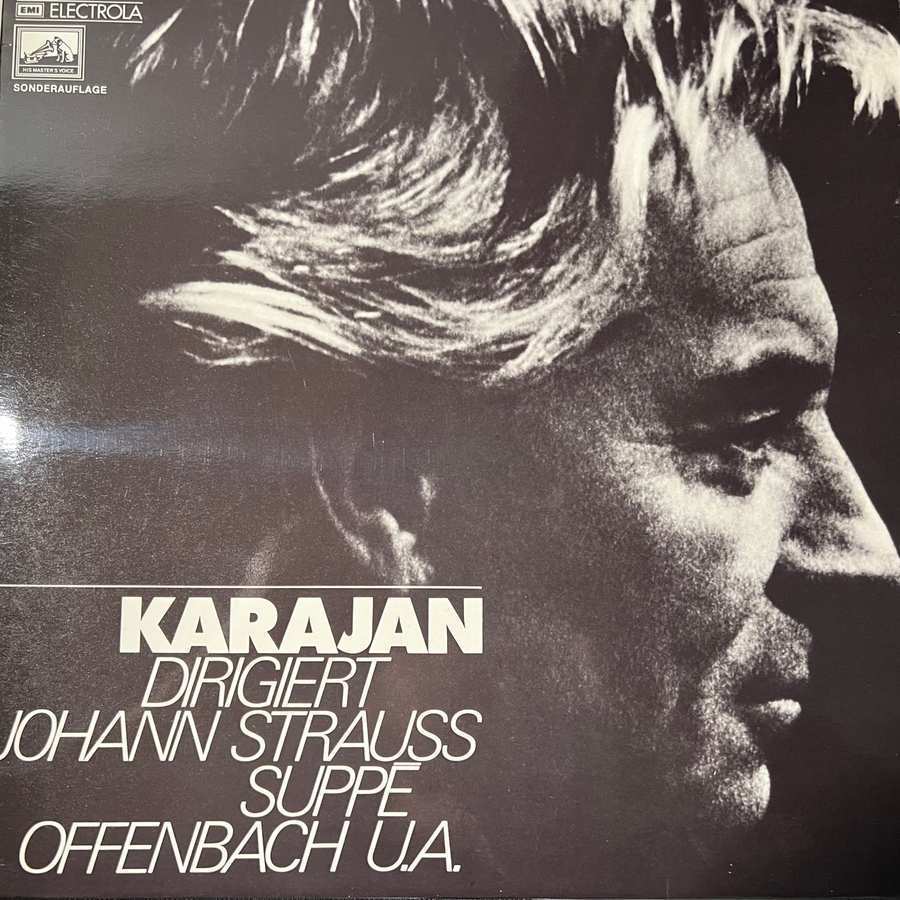 EMI ELECTROLA
HIS MASTER'S VOICE
SONDERAUFLAGE
KARAJAN
DIRIGIERT
JOHANN STRAUSS
SUPPÉ
OFFENBACH U.A.